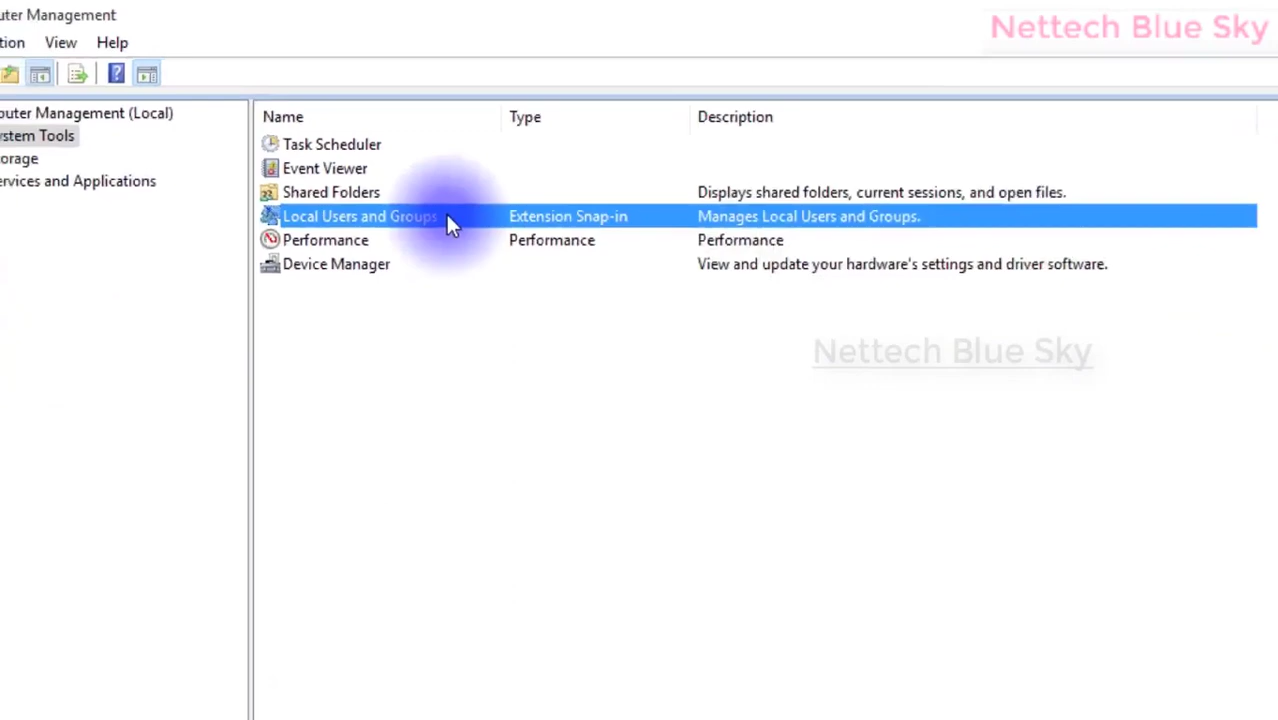 uter Management
Nettech Blue Sky
tion View Help
outer Management (Local)
ystem Tools
orage
ervices and Applications
Name Type Description
Task Scheduler
Event Viewer
Shared Folders Displays shared folders, current sessions, and open files.
Local Users and Groups Extension Snap-in Manages Local Users and Groups.
Performance Performance Performance
Device Manager View and update your hardware's settings and driver software.
Nettech Blue Sky